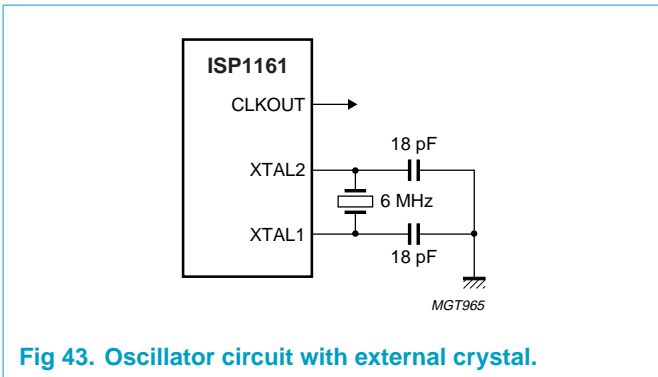 ISP1161
CLKOUT
18 pF
XTAL2
6 MHz
XTAL1
18 pF
MGT965
Fig 43. Oscillator circuit with external crystal.